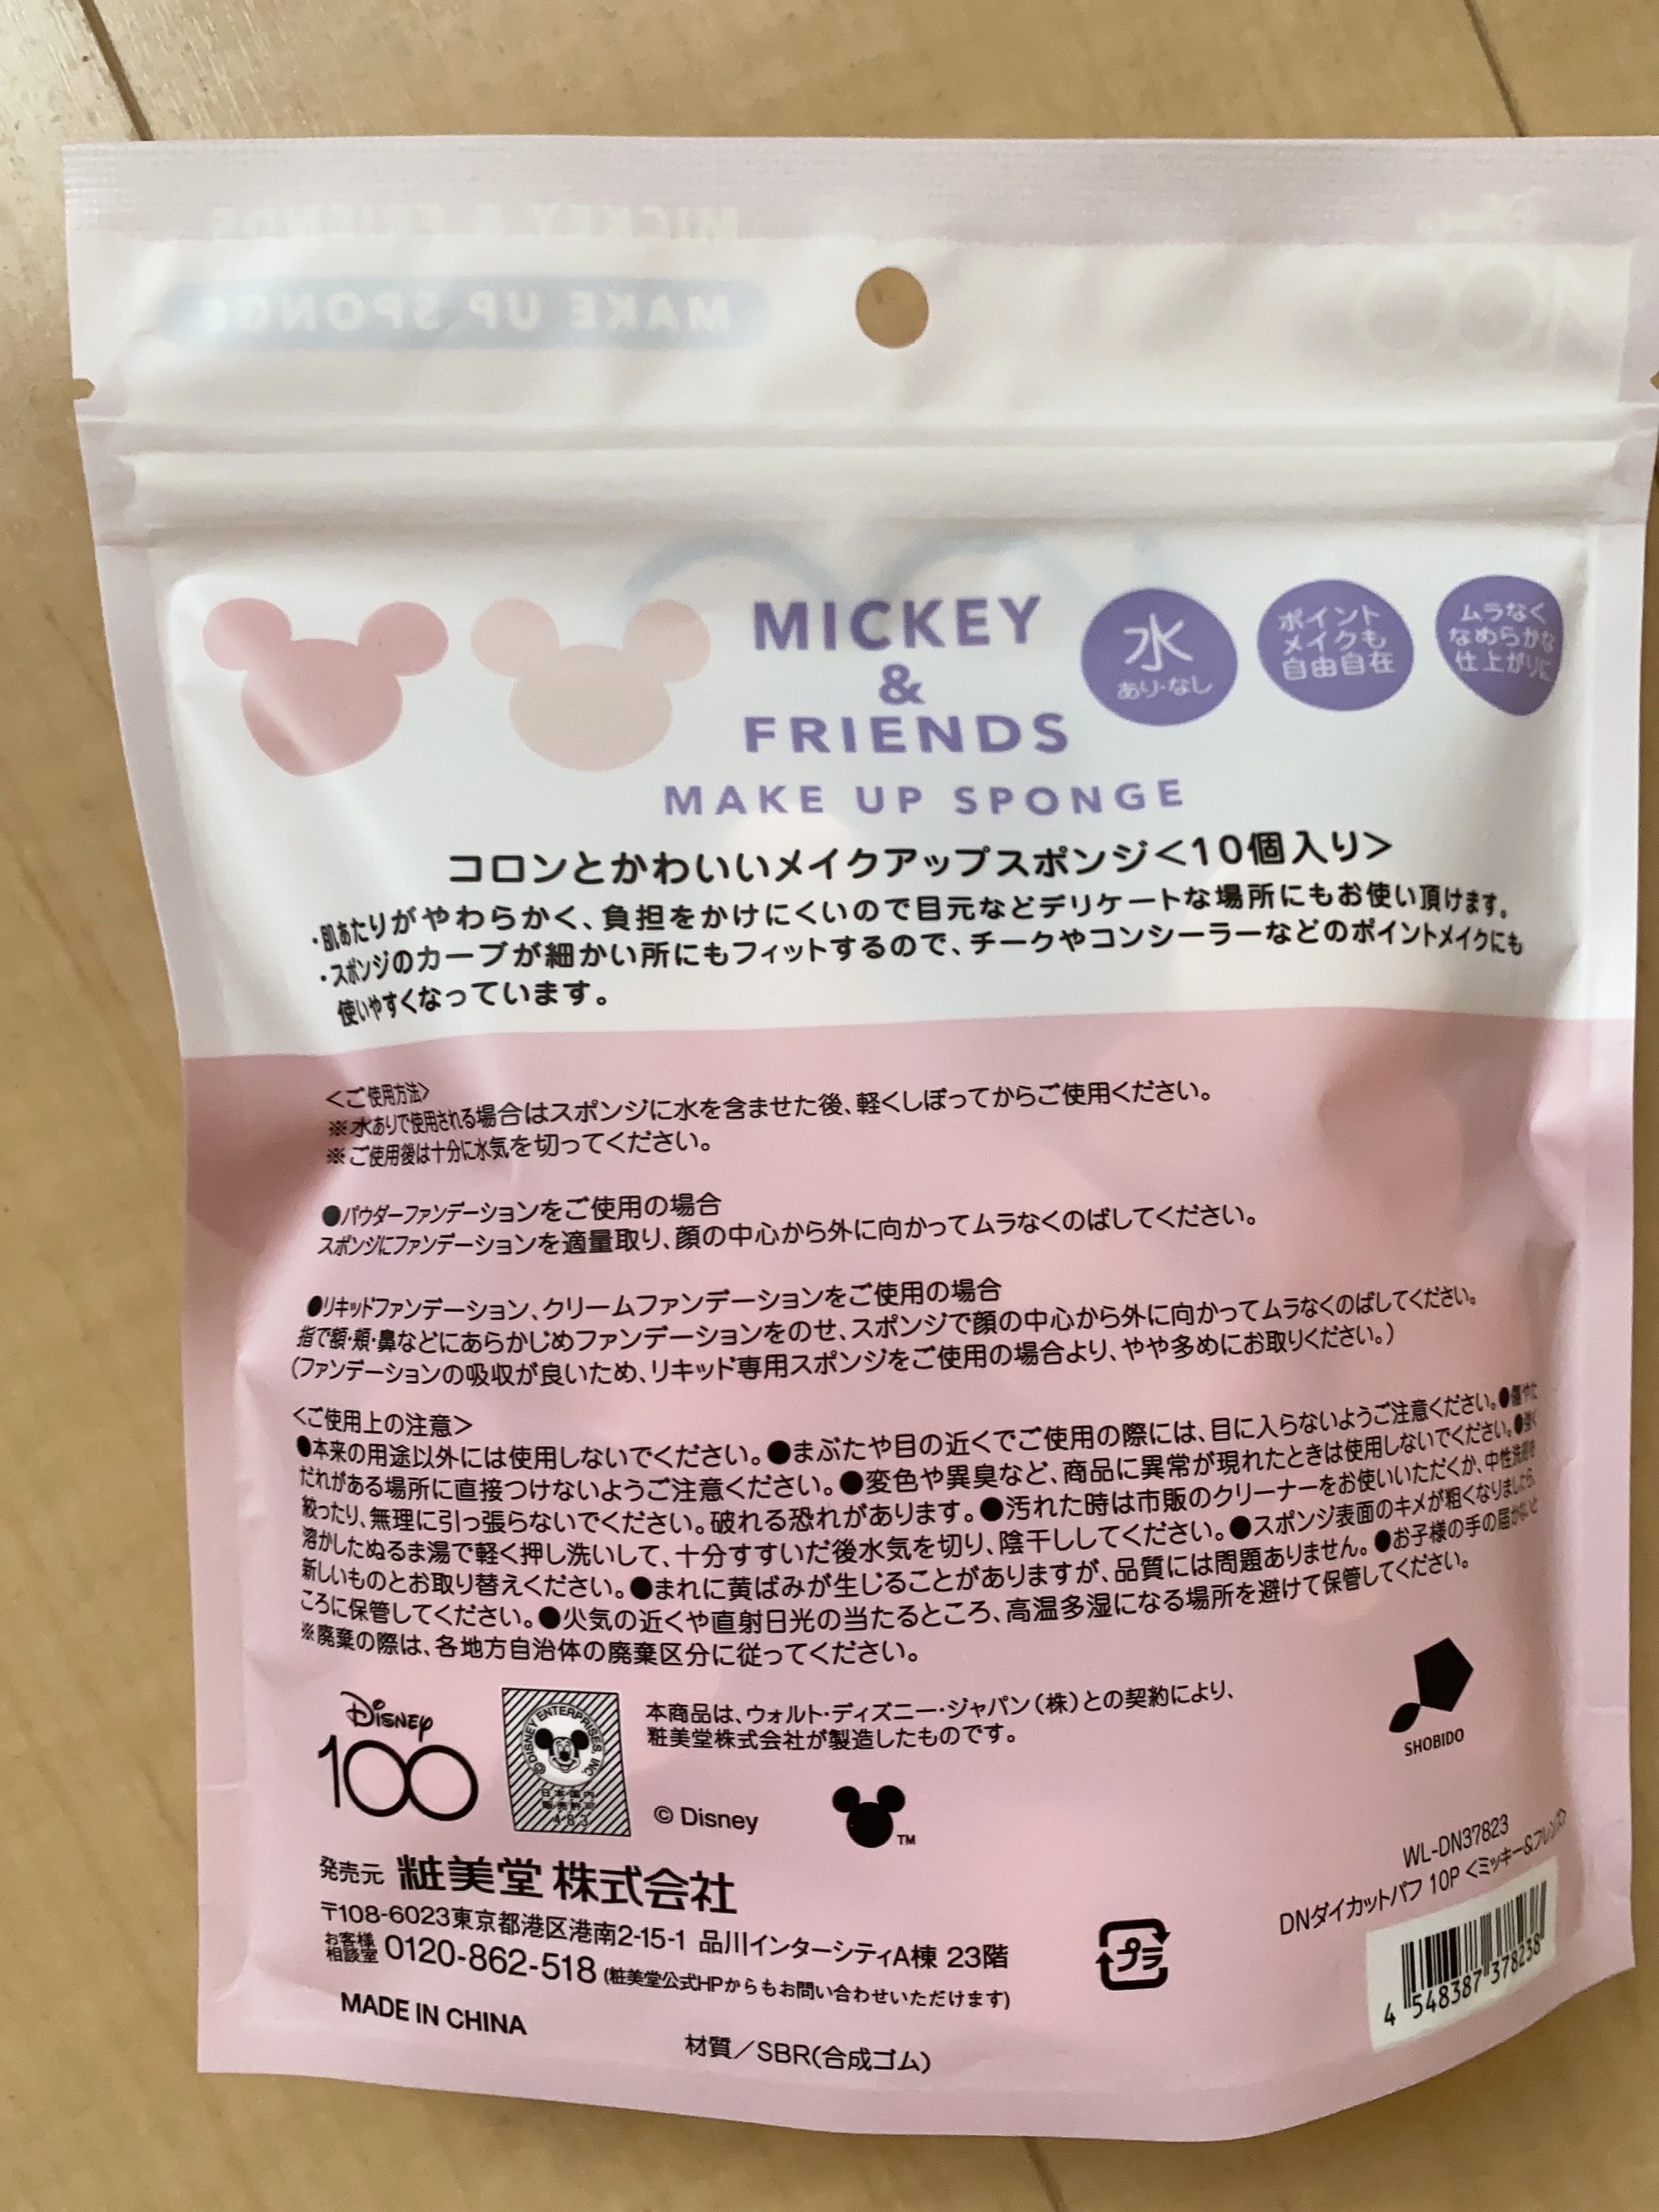 MICKEY & FRIENDS
MAKE UP SPONGE
Disney
100
MICKEY
&
FRIENDS
MAKE UP SPONGE
水
あり・なし
ポイント
メイクも
自由自在
ムラなく
なめらかな
仕上がりに
コロンとかわいいメイクアップスポンジ<10個入り>
・肌あたりがやわらかく、負担をかけにくいので目元などデリケートな場所にもお使い頂けます。
・スポンジのカーブが細かい所にもフィットするので、チークやコンシーラーなどのポイントメイクにも
使いやすくなっています。
<ご使用方法>
※水ありで使用される場合はスポンジに水を含ませた後、軽くしぼってからご使用ください。
※ご使用後は十分に水気を切ってください。
●パウダーファンデーションをご使用の場合
スポンジにファンデーションを適量取り、顔の中心から外に向かってムラなくのばしてください。
●リキッドファンデーション、クリームファンデーションをご使用の場合
指で額・頬・鼻などにあらかじめファンデーションをのせ、スポンジで顔の中心から外に向かってムラなくのばしてください。
(ファンデーションの吸収が良いため、リキッド専用スポンジをご使用の場合より、やや多めにお取りください。)
<ご使用上の注意>
●本来の用途以外には使用しないでください。●まぶたや目の近くでご使用の際には、目に入らないようご注意ください。●傷やた
だれがある場所に直接つけないようご注意ください。●変色や異臭など、商品に異常が現れたときは使用しないでください。●強く
絞ったり、無理に引っ張らないでください。破れる恐れがあります。●汚れた時は市販のクリーナーをお使いいただくか、中性洗剤を
溶かしたぬるま湯で軽く押し洗いして、十分すすいだ後水気を切り、陰干ししてください。●スポンジ表面のキメが粗くなりましたら、
新しいものとお取り替えください。●まれに黄ばみが生じることがありますが、品質には問題ありません。●お子様の手の届かないと
ころに保管してください。●火気の近くや直射日光の当たるところ、高温多湿になる場所を避けて保管してください。
※廃棄の際は、各地方自治体の廃棄区分に従ってください。
Disney
100
©DISNEY ENTERPRISES, INC.
日本国内
販売許可
463
本商品は、ウォルト・ディズニー・ジャパン(株)との契約により、
粧美堂株式会社が製造したものです。
© Disney
TM
SHOBIDO
発売元 粧美堂 株式会社
〒108-6023東京都港区港南2-15-1 品川インターシティA棟 23階
お客様
相談室 0120-862-518 (粧美堂公式HPからもお問い合わせいただけます)
MADE IN CHINA
材質/SBR(合成ゴム)
プラ
WL-DN37823
DNダイカットパフ 10P <ミッキー&フレンズ>
4 548387 378238